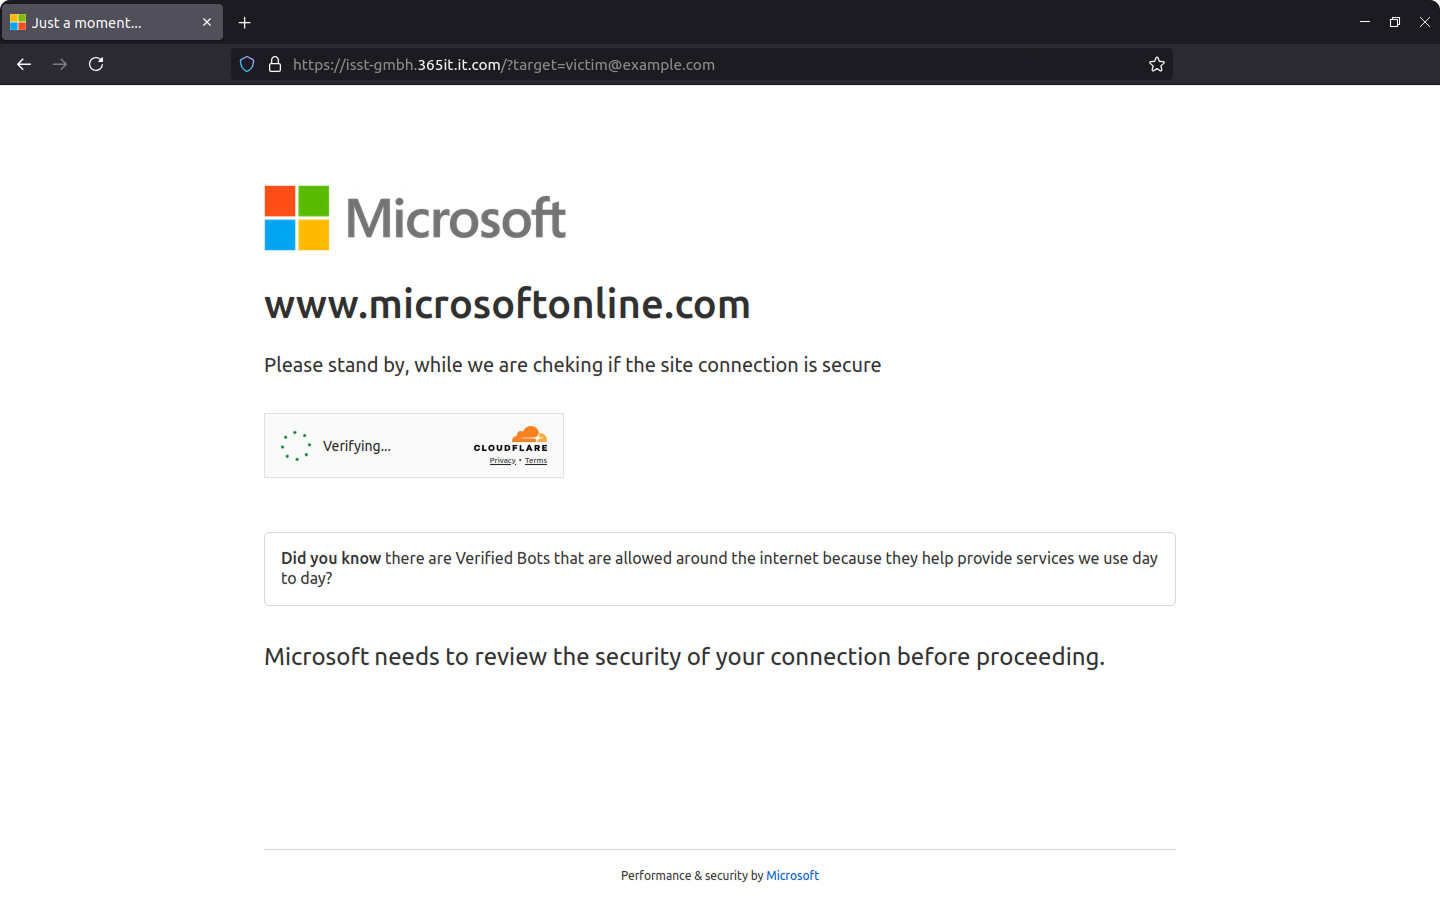 Just a moment...
https://isst-gmbh.365it.it.com/?target=victim@example.com
Microsoft
www.microsoftonline.com
Please stand by, while we are cheking if the site connection is secure
Verifying...
CLOUDFLARE
Privacy • Terms
Did you know there are Verified Bots that are allowed around the internet because they help provide services we use day
to day?
Microsoft needs to review the security of your connection before proceeding.
Performance & security by Microsoft